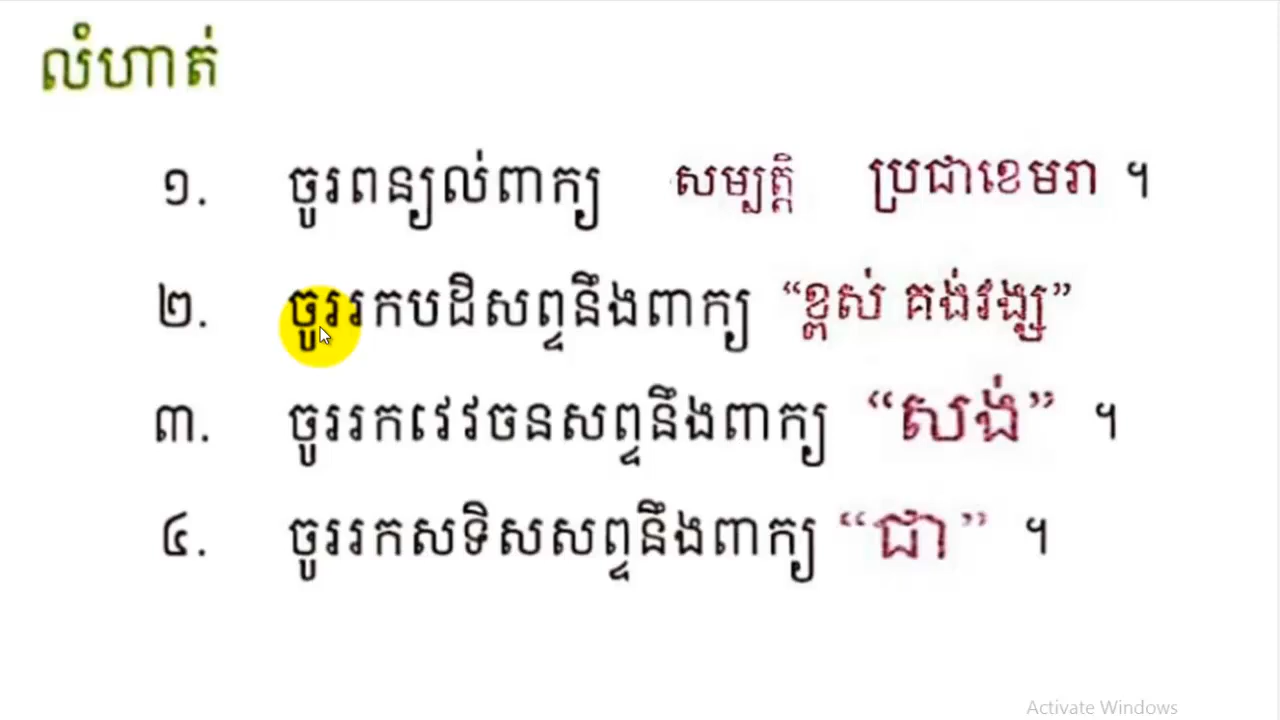 លំហាត់
១. ចូរពន្យល់ពាក្យ សម្បត្តិ ប្រជាខេមរា ។
២. ចូររកបដិសព្ទនឹងពាក្យ “ខ្ពស់ គង់វង្ស”
៣. ចូររកវេវចនសព្ទនឹងពាក្យ “សង់” ។
៤. ចូររកសទិសសព្ទនឹងពាក្យ “ជា” ។
Activate Windows